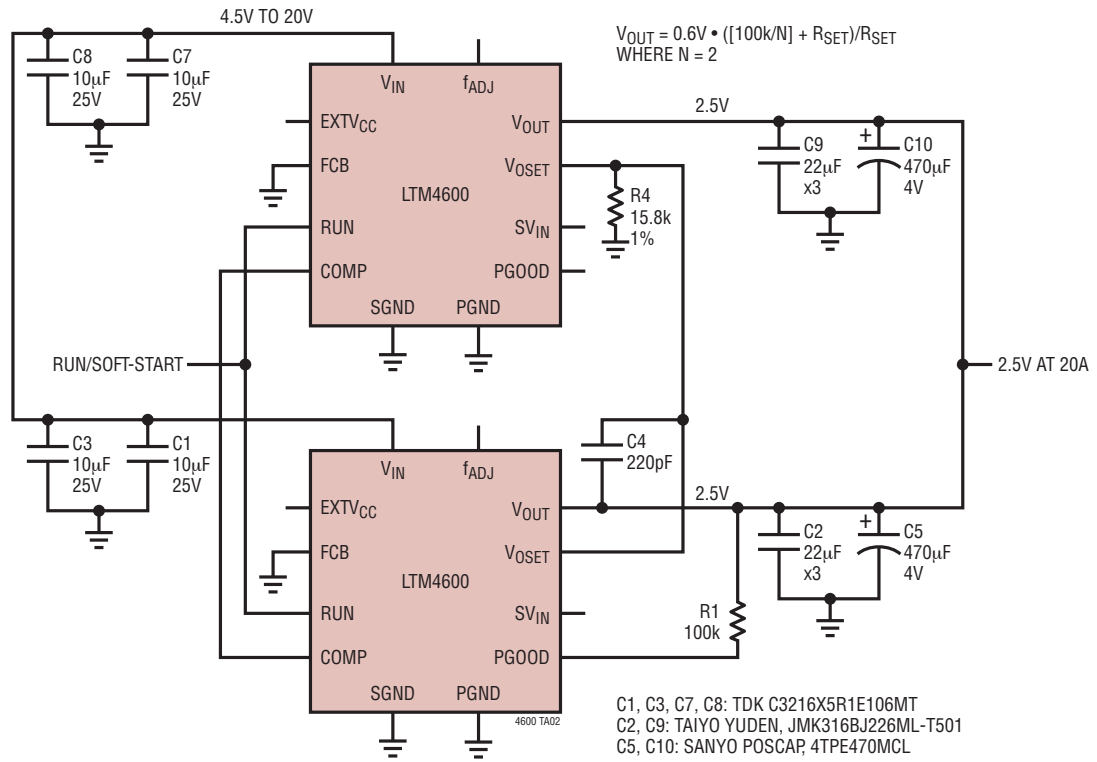 4.5V TO 20V
VOUT = 0.6V • ([100k/N] + RSET)/RSET
WHERE N = 2
C8
10µF
25V
C7
10µF
25V
VIN
fADJ
EXTVCC
FCB
RUN
COMP
LTM4600
VOUT
VOSET
SVIN
PGOOD
SGND
PGND
2.5V
R4
15.8k
1%
C9
22µF
x3
+
C10
470µF
4V
RUN/SOFT-START
2.5V AT 20A
C3
10µF
25V
C1
10µF
25V
VIN
fADJ
EXTVCC
FCB
RUN
COMP
LTM4600
VOUT
VOSET
SVIN
PGOOD
SGND
PGND
C4
220pF
2.5V
R1
100k
C2
22µF
x3
+
C5
470µF
4V
4600 TA02
C1, C3, C7, C8: TDK C3216X5R1E106MT
C2, C9: TAIYO YUDEN, JMK316BJ226ML-T501
C5, C10: SANYO POSCAP, 4TPE470MCL